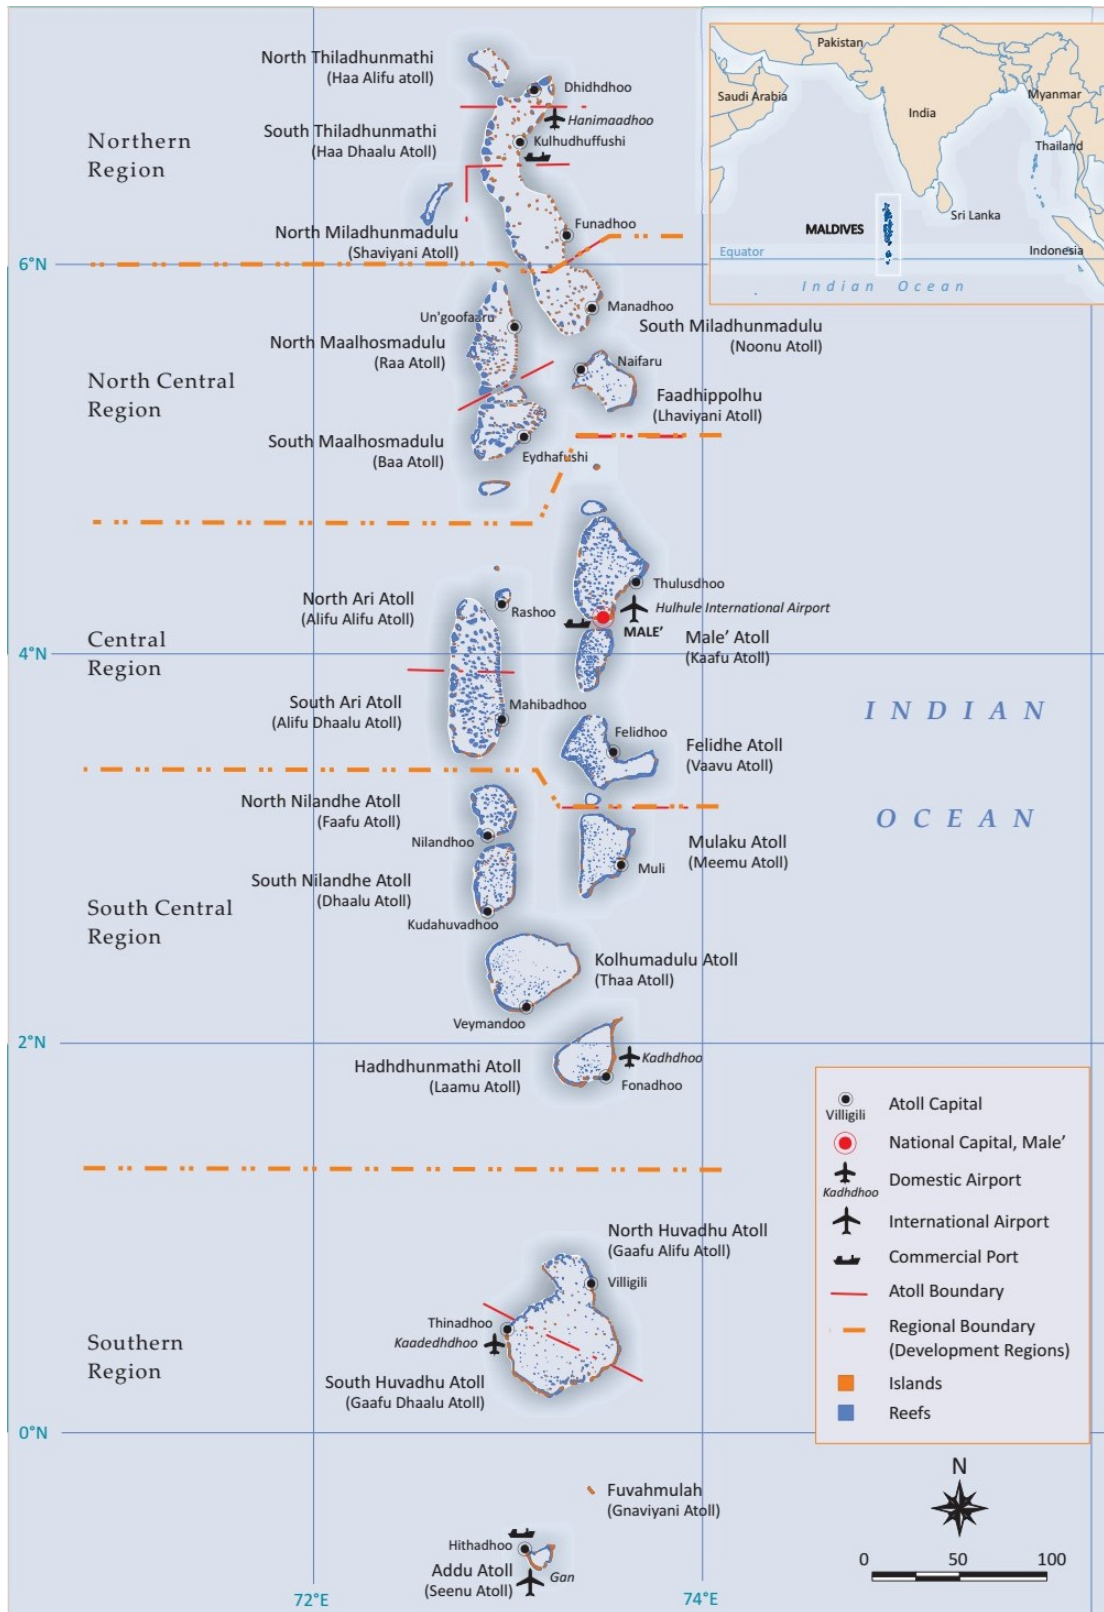 North Thiladhunmathi
(Haa Alifu atoll)
Dhidhdhoo
Hanimaadhoo
South Thiladhunmathi
(Haa Dhaalu Atoll)
Kulhudhuffushi
Northern
Region
North Miladhunmadulu
(Shaviyani Atoll)
Funadhoo
6°N
Pakistan
Saudi Arabia
India
Myanmar
Thailand
Sri Lanka
MALDIVES
Equator
Indonesia
Indian Ocean
Manadhoo
South Miladhunmadulu
(Noonu Atoll)
Un'goofaaru
North Maalhosmadulu
(Raa Atoll)
Naifaru
North Central
Region
Faadhippolhu
(Lhaviyani Atoll)
South Maalhosmadulu
(Baa Atoll)
Eydhafushi
Thulusdhoo
North Ari Atoll
(Alifu Alifu Atoll)
Rashoo
Hulhule International Airport
MALE’
Male’ Atoll
(Kaafu Atoll)
Central
Region
4°N
South Ari Atoll
(Alifu Dhaalu Atoll)
Mahibadhoo
Felidhoo
Felidhe Atoll
(Vaavu Atoll)
INDIAN
OCEAN
North Nilandhe Atoll
(Faafu Atoll)
Nilandhoo
Mulaku Atoll
(Meemu Atoll)
Muli
South Nilandhe Atoll
(Dhaalu Atoll)
Kudahuvadhoo
South Central
Region
Kolhumadulu Atoll
(Thaa Atoll)
Veymandoo
2°N
Hadhdhunmathi Atoll
(Laamu Atoll)
Kadhdhoo
Fonadhoo
North Huvadhu Atoll
(Gaafu Alifu Atoll)
Villigili
Thinadhoo
Kaadedhdhoo
Southern
Region
South Huvadhu Atoll
(Gaafu Dhaalu Atoll)
0°N
Fuvahmulah
(Gnaviyani Atoll)
Hithadhoo
Addu Atoll
(Seenu Atoll)
Gan
72°E
74°E
Villigili
Atoll Capital
National Capital, Male’
Kadhdhoo
Domestic Airport
International Airport
Commercial Port
Atoll Boundary
Regional Boundary
(Development Regions)
Islands
Reefs
N
0 50 100